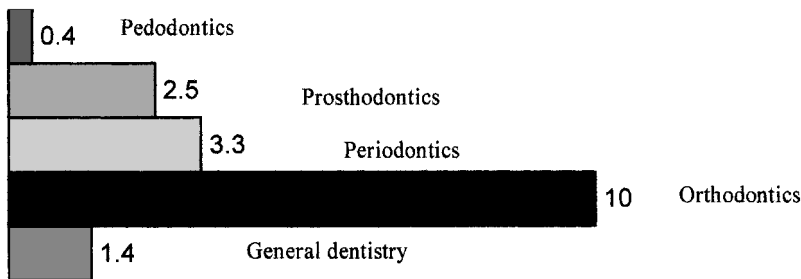 0.4 Pedodontics
2.5 Prosthodontics
3.3 Periodontics
10 Orthodontics
1.4 General dentistry